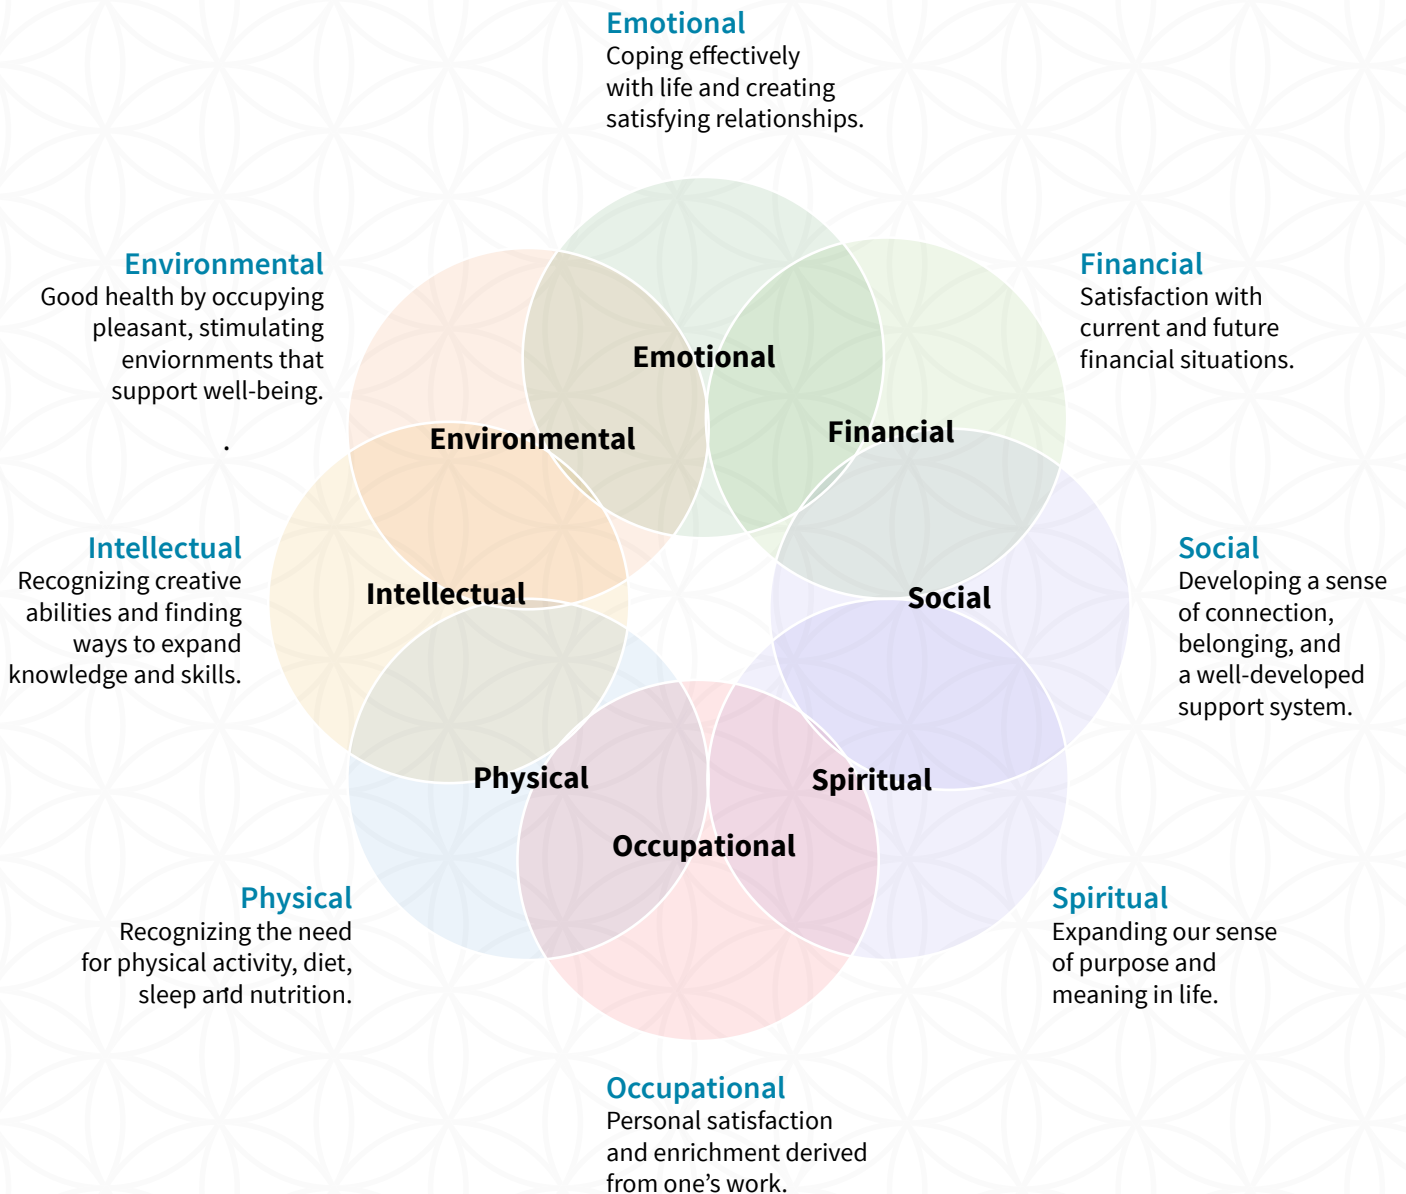 Emotional
Coping effectively
with life and creating
satisfying relationships.
Environmental
Good health by occupying
pleasant, stimulating
enviornments that
support well-being.
.
Financial
Satisfaction with
current and future
financial situations.
Emotional
Environmental
Financial
Intellectual
Recognizing creative
abilities and finding
ways to expand
knowledge and skills.
Intellectual
Social
Social
Developing a sense
of connection,
belonging, and
a well-developed
support system.
Physical
Spiritual
Occupational
Physical
Recognizing the need
for physical activity, diet,
sleep and nutrition.
Spiritual
Expanding our sense
of purpose and
meaning in life.
Occupational
Personal satisfaction
and enrichment derived
from one’s work.